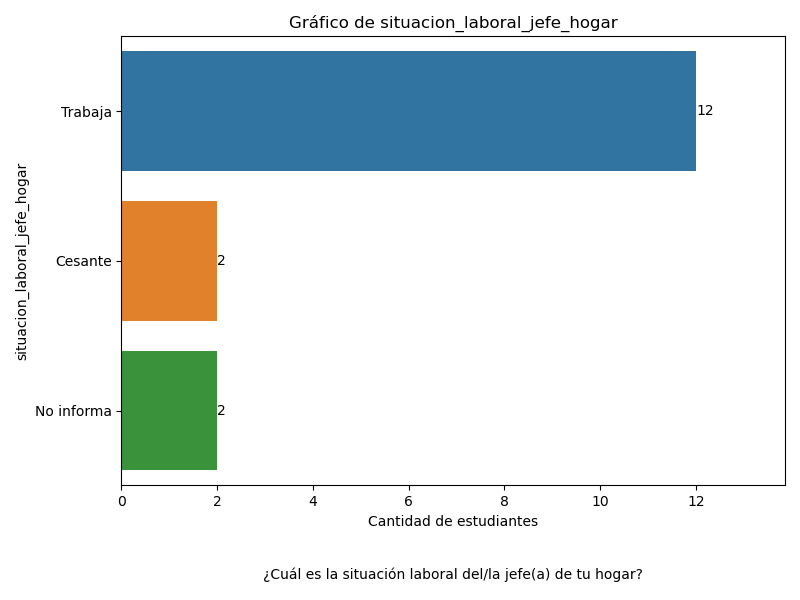 Gráfico de situacion_laboral_jefe_hogar
situacion_laboral_jefe_hogar
Trabaja
12
Cesante
2
No informa
2
0 2 4 6 8 10 12
Cantidad de estudiantes
¿Cuál es la situación laboral del/la jefe(a) de tu hogar?